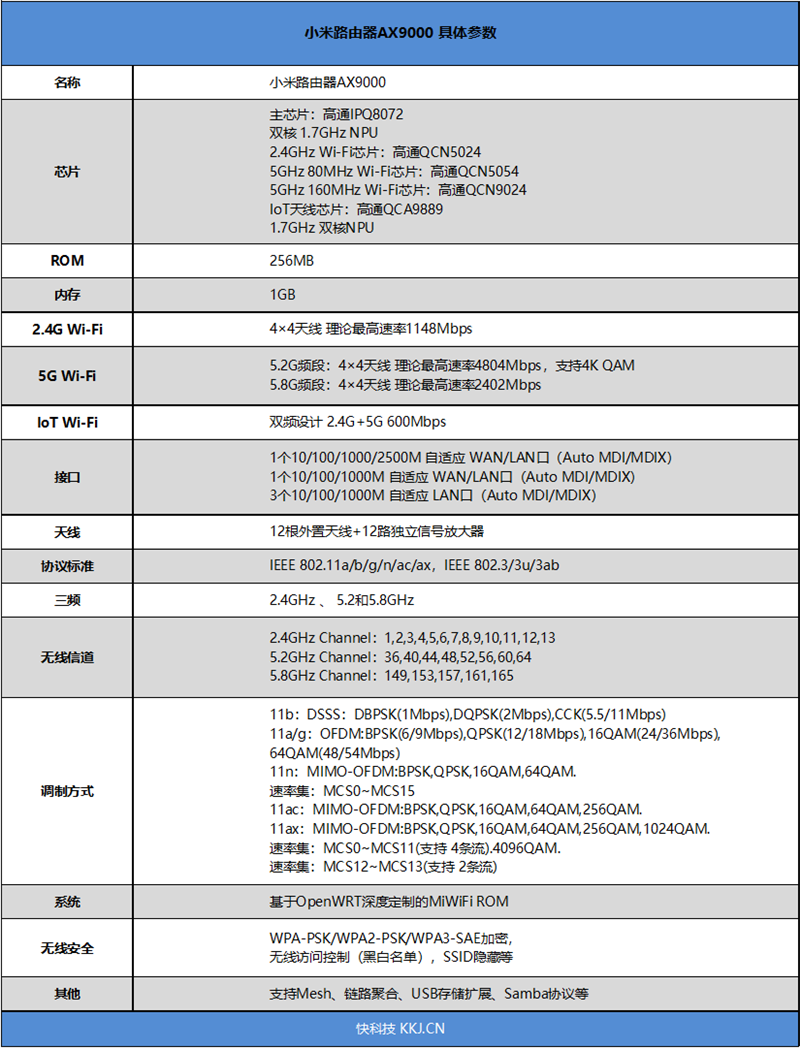 小米路由器AX9000 具体参数
名称
小米路由器AX9000
芯片
主芯片：高通IPQ8072
双核 1.7GHz NPU
2.4GHz Wi-Fi芯片：高通QCN5024
5GHz 80MHz Wi-Fi芯片：高通QCN5054
5GHz 160MHz Wi-Fi芯片：高通QCN9024
IoT天线芯片：高通QCA9889
1.7GHz 双核NPU
ROM
256MB
内存
1GB
2.4G Wi-Fi
4×4天线 理论最高速率1148Mbps
5G Wi-Fi
5.2G频段：4×4天线 理论最高速率4804Mbps，支持4K QAM
5.8G频段：4×4天线 理论最高速率2402Mbps
IoT Wi-Fi
双频设计 2.4G+5G 600Mbps
接口
1个10/100/1000/2500M 自适应 WAN/LAN口（Auto MDI/MDIX）
1个10/100/1000M 自适应 WAN/LAN口（Auto MDI/MDIX)
3个10/100/1000M 自适应 LAN口（Auto MDI/MDIX）
天线
12根外置天线+12路独立信号放大器
协议标准
IEEE 802.11a/b/g/n/ac/ax，IEEE 802.3/3u/3ab
三频
2.4GHz 、 5.2和5.8GHz
无线信道
2.4GHz Channel：1,2,3,4,5,6,7,8,9,10,11,12,13
5.2GHz Channel：36,40,44,48,52,56,60,64
5.8GHz Channel：149,153,157,161,165
调制方式
11b：DSSS：DBPSK(1Mbps),DQPSK(2Mbps),CCK(5.5/11Mbps)
11a/g：OFDM:BPSK(6/9Mbps),QPSK(12/18Mbps),16QAM(24/36Mbps),
64QAM(48/54Mbps)
11n：MIMO-OFDM:BPSK,QPSK,16QAM,64QAM.
速率集：MCS0~MCS15
11ac：MIMO-OFDM:BPSK,QPSK,16QAM,64QAM,256QAM.
11ax：MIMO-OFDM:BPSK,QPSK,16QAM,64QAM,256QAM,1024QAM.
速率集：MCS0~MCS11(支持 4条流).4096QAM.
速率集：MCS12~MCS13(支持 2条流)
系统
基于OpenWRT深度定制的MiWiFi ROM
无线安全
WPA-PSK/WPA2-PSK/WPA3-SAE加密，
无线访问控制（黑白名单），SSID隐藏等
其他
支持Mesh、链路聚合、USB存储扩展、Samba协议等
快科技 KKJ.CN